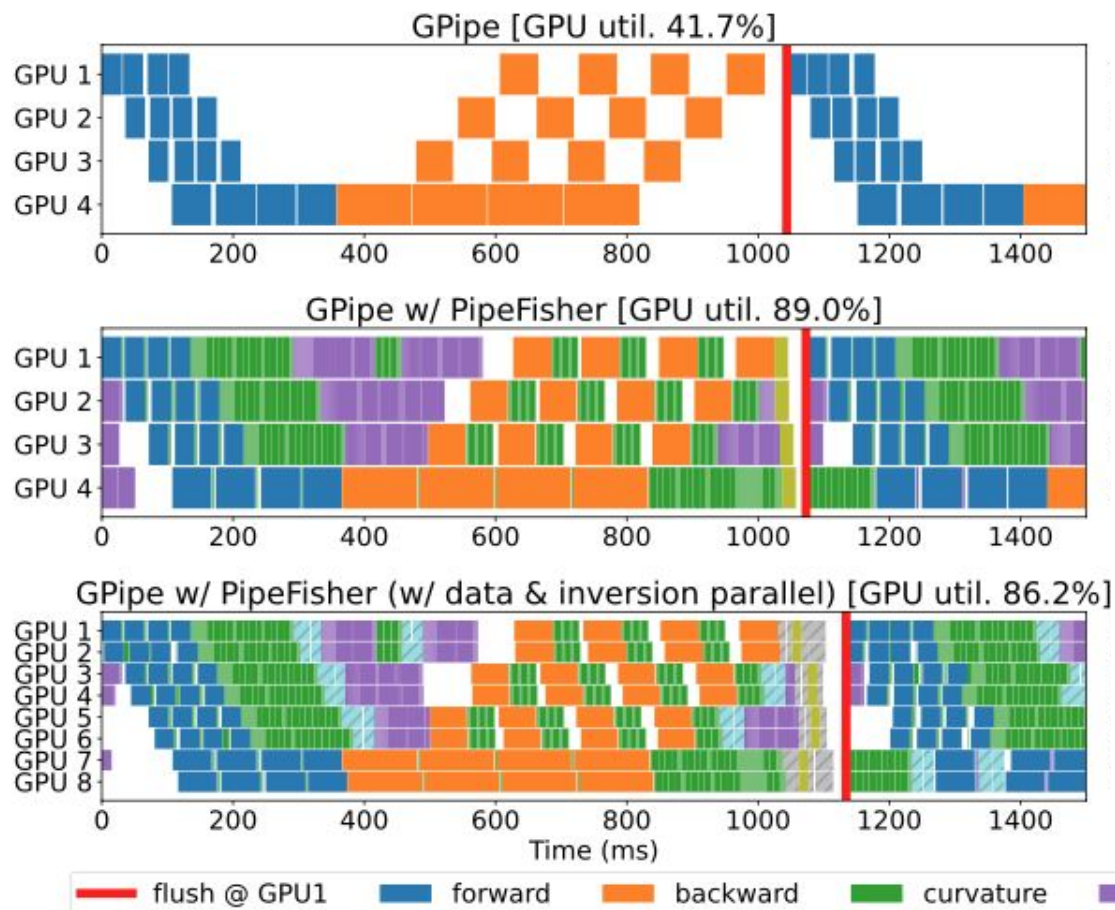 GPipe [GPU util. 41.7%]
GPU 1
GPU 2
GPU 3
GPU 4
0 200 400 600 800 1000 1200 1400
GPipe w/ PipeFisher [GPU util. 89.0%]
GPU 1
GPU 2
GPU 3
GPU 4
0 200 400 600 800 1000 1200 1400
GPipe w/ PipeFisher (w/ data & inversion parallel) [GPU util. 86.2%]
GPU 1
GPU 2
GPU 3
GPU 4
GPU 5
GPU 6
GPU 7
GPU 8
0 200 400 600 800 1000 1200 1400
Time (ms)
flush @ GPU1 forward backward curvature